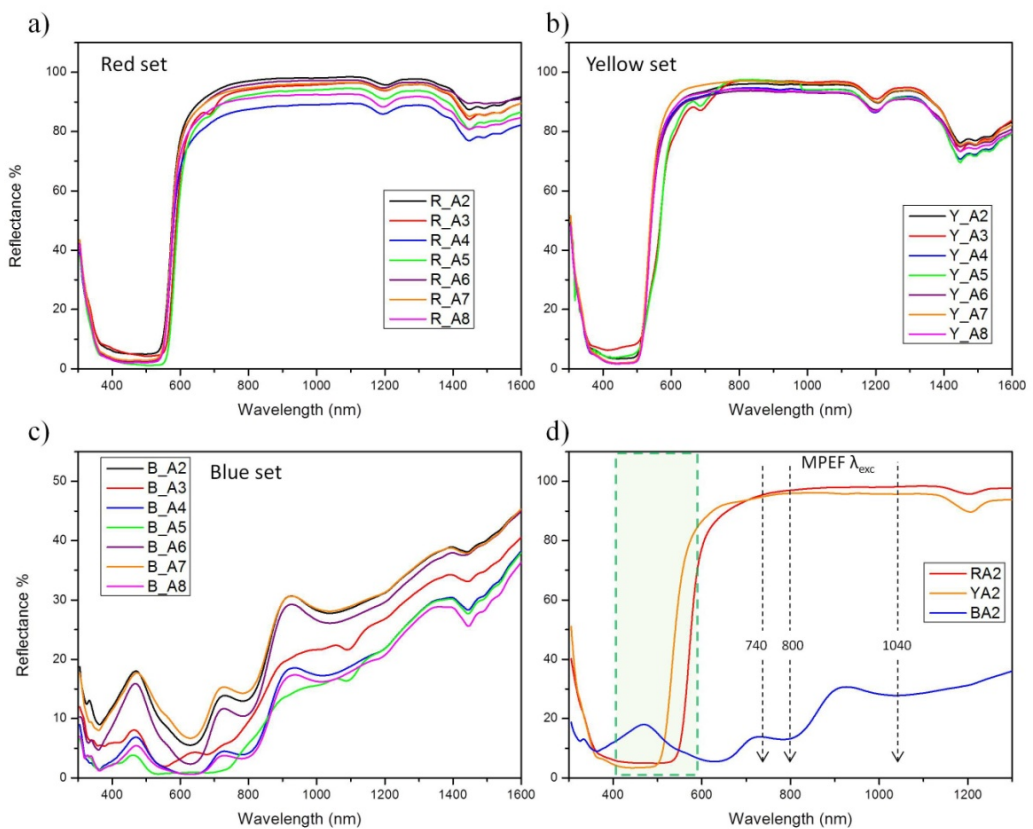 a)
Red set
Reflectance %
100
80
60
40
20
0
R_A2
R_A3
R_A4
R_A5
R_A6
R_A7
R_A8
400 600 800 1000 1200 1400 1600
Wavelength (nm)
b)
Yellow set
100
80
60
40
20
0
Y_A2
Y_A3
Y_A4
Y_A5
Y_A6
Y_A7
Y_A8
400 600 800 1000 1200 1400 1600
Wavelength (nm)
c)
Blue set
Reflectance %
50
40
30
20
10
0
B_A2
B_A3
B_A4
B_A5
B_A6
B_A7
B_A8
400 600 800 1000 1200 1400 1600
Wavelength (nm)
d)
MPEF λexc
100
80
60
40
20
0
RA2
YA2
BA2
740 800 1040
400 600 800 1000 1200
Wavelength (nm)